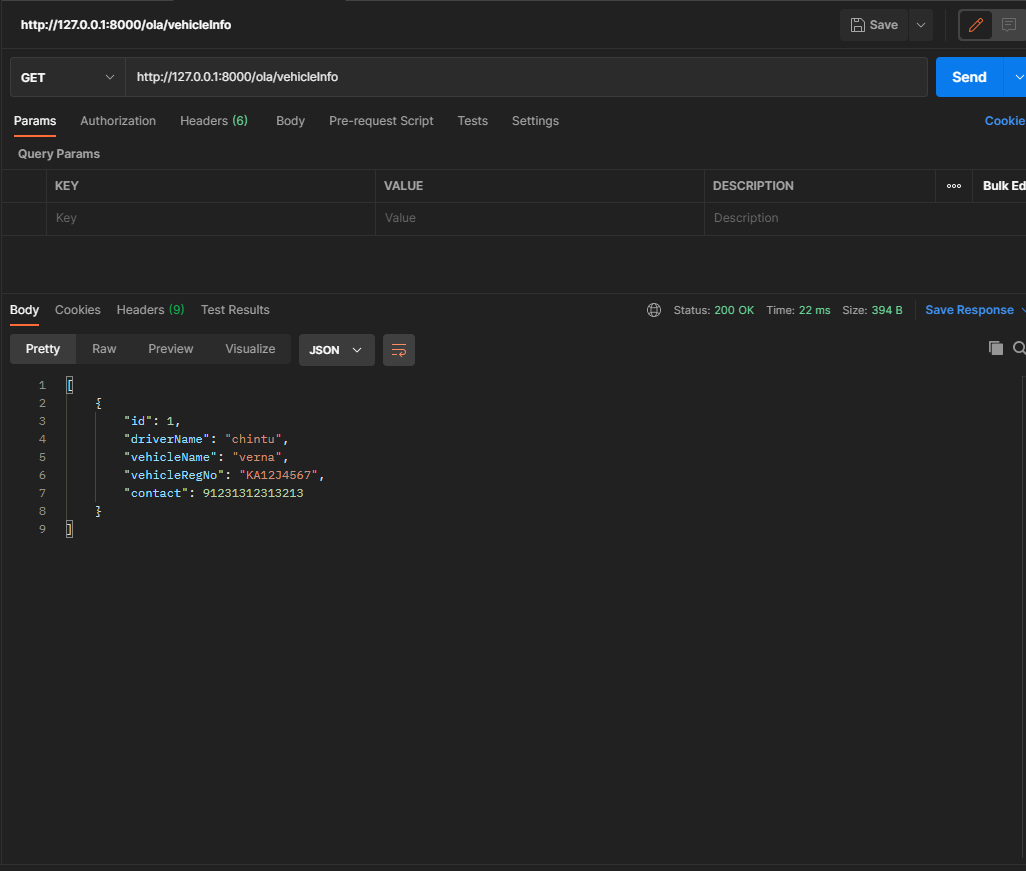 http://127.0.0.1:8000/ola/vehicleInfo
Save
GET http://127.0.0.1:8000/ola/vehicleInfo Send
Params Authorization Headers (6) Body Pre-request Script Tests Settings Cookie
Query Params
KEY VALUE DESCRIPTION ooo Bulk Ed
Key Value Description
Body Cookies Headers (9) Test Results Status: 200 OK Time: 22 ms Size: 394 B Save Response
Pretty Raw Preview Visualize JSON
1 [
2 {
3 "id": 1,
4 "driverName": "chintu",
5 "vehicleName": "verna",
6 "vehicleRegNo": "KA12J4567",
7 "contact": 91231312313213
8 }
9 ]